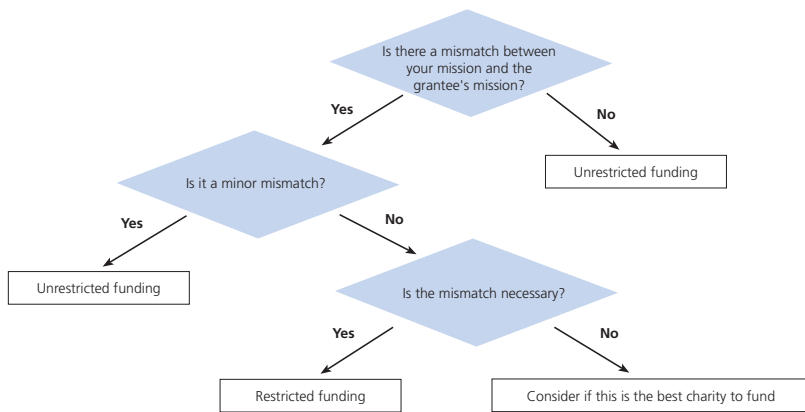 Is there a mismatch between
your mission and the
grantee's mission?
Yes
No
Is it a minor mismatch?
Unrestricted funding
Yes
No
Unrestricted funding
Is the mismatch necessary?
Yes
No
Restricted funding
Consider if this is the best charity to fund